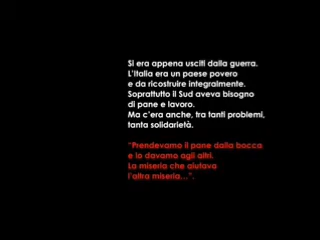 Si era appena usciti dalla guerra.
L'Italia era un paese povero
e da ricostruire integralmente.
Soprattutto il Sud aveva bisogno
di pane e lavoro.
Ma c'era anche, tra tanti problemi,
tanta solidarietà.
"Prendevamo il pane dalla bocca
e lo davamo agli altri.
La miseria che aiutava
l'altra miseria…".